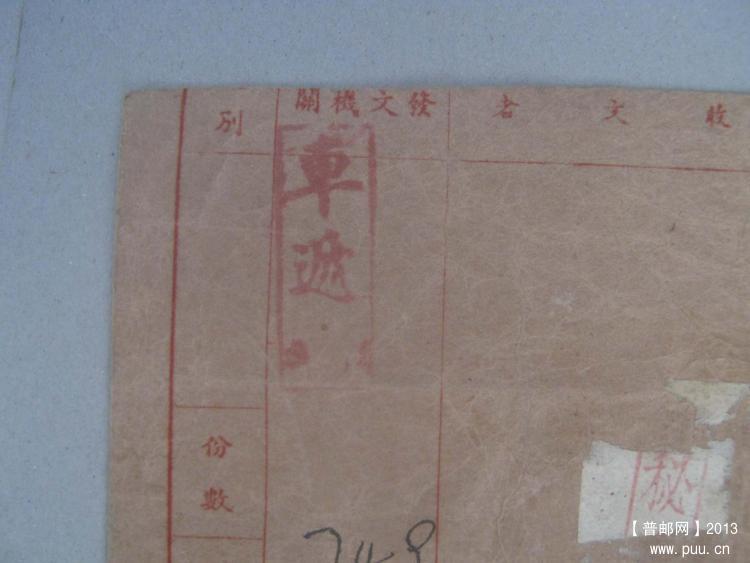 收文者
發文機關
別
車遞
份數
秘
【普邮网】2013
www.puu.cn